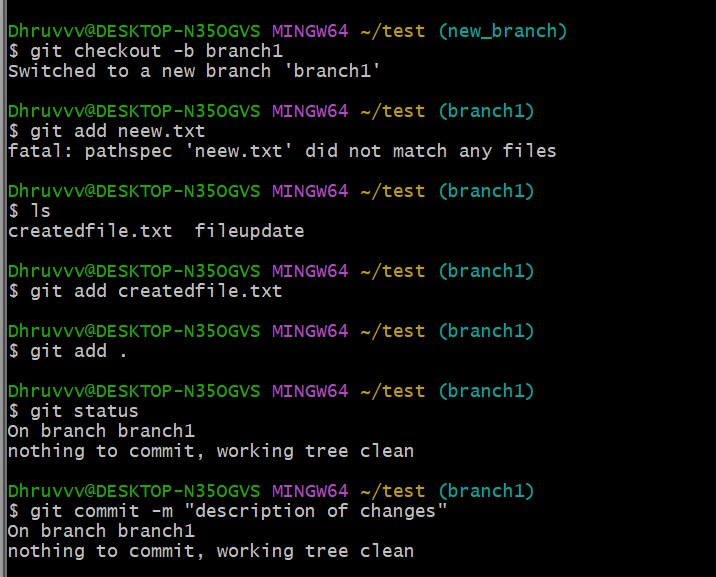 Dhruvvv@DESKTOP-N35OGVS MINGW64 ~/test (new_branch)
$ git checkout -b branch1
Switched to a new branch 'branch1'
Dhruvvv@DESKTOP-N35OGVS MINGW64 ~/test (branch1)
$ git add neew.txt
fatal: pathspec 'neew.txt' did not match any files
Dhruvvv@DESKTOP-N35OGVS MINGW64 ~/test (branch1)
$ ls
createdfile.txt  fileupdate
Dhruvvv@DESKTOP-N35OGVS MINGW64 ~/test (branch1)
$ git add createdfile.txt
Dhruvvv@DESKTOP-N35OGVS MINGW64 ~/test (branch1)
$ git add .
Dhruvvv@DESKTOP-N35OGVS MINGW64 ~/test (branch1)
$ git status
On branch branch1
nothing to commit, working tree clean
Dhruvvv@DESKTOP-N35OGVS MINGW64 ~/test (branch1)
$ git commit -m "description of changes"
On branch branch1
nothing to commit, working tree clean